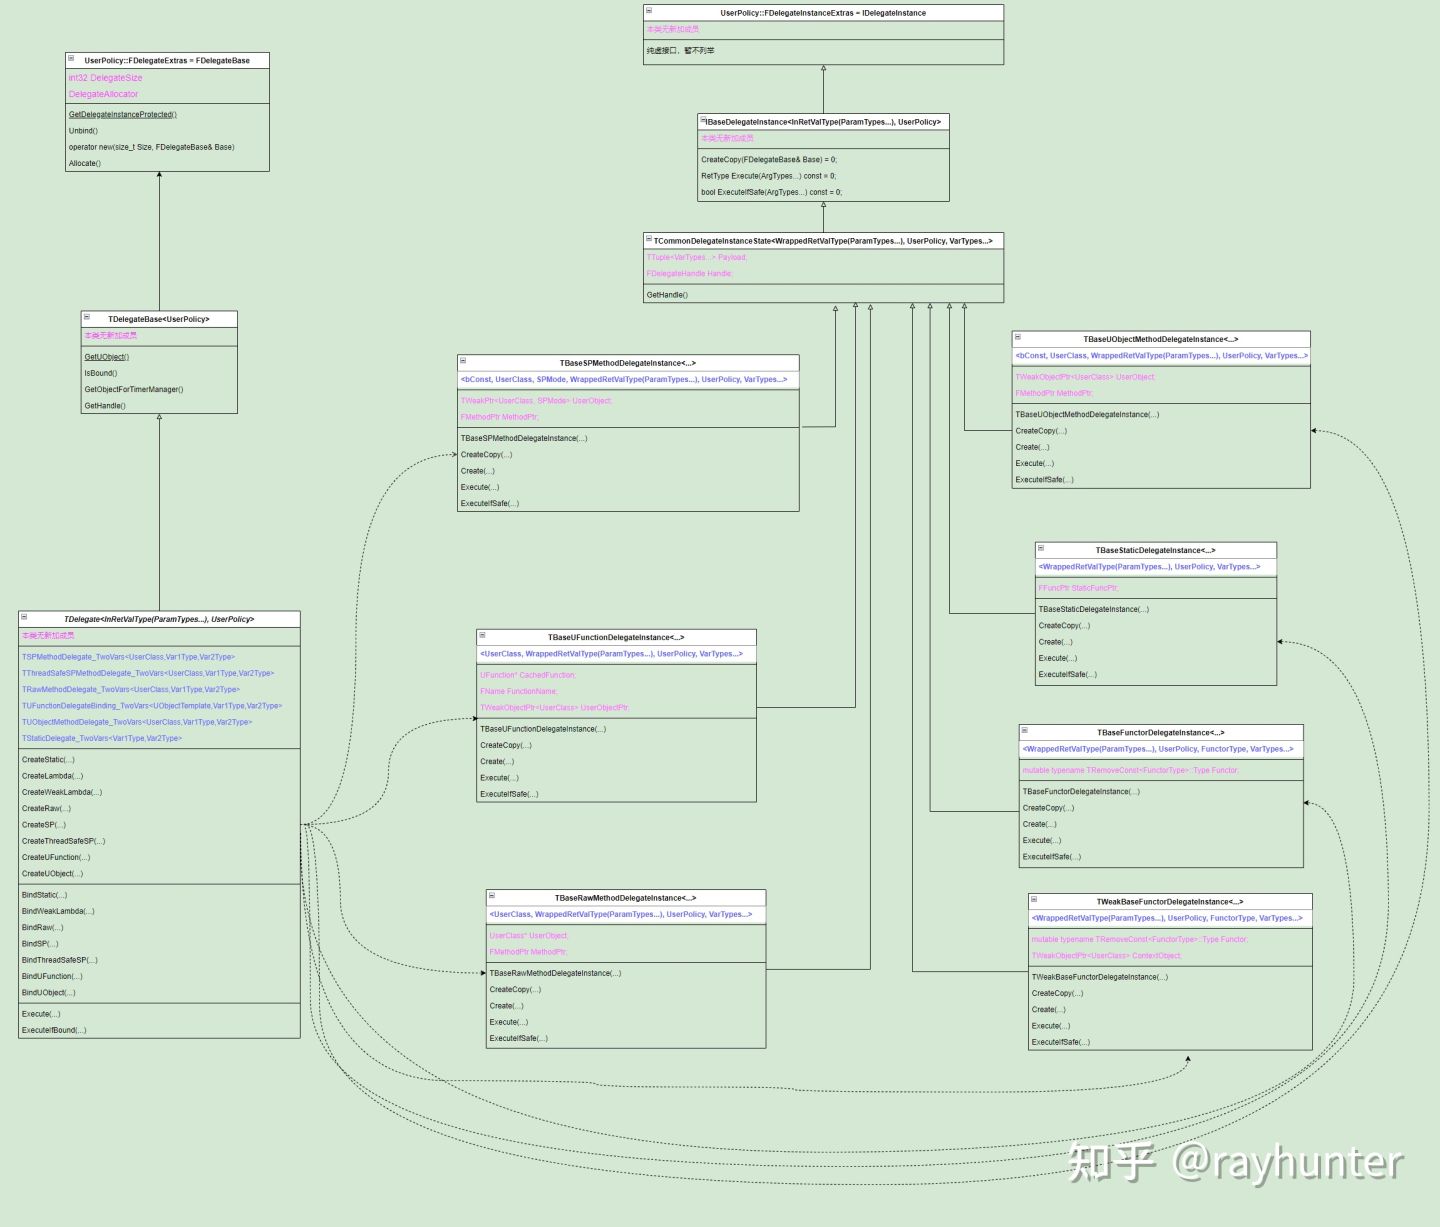 UserPolicy::FDelegateExtras = FDelegateBase
int32 DelegateSize
DelegateAllocator
GetDelegateInstanceProtected()
Unbind()
operator new(size_t Size, FDelegateBase& Base)
Allocate()
TDelegateBase<UserPolicy>
本类无新加成员
GetUObject()
IsBound()
GetObjectForTimerManager()
GetHandle()
TDelegate<InRetValType(ParamTypes...), UserPolicy>
本类无新加成员
TSPMethodDelegate_TwoVars<UserClass,Var1Type,Var2Type>
TThreadSafeSPMethodDelegate_TwoVars<UserClass,Var1Type,Var2Type>
TRawMethodDelegate_TwoVars<UserClass,Var1Type,Var2Type>
TUFunctionDelegateBinding_TwoVars<UObjectTemplate,Var1Type,Var2Type>
TUObjectMethodDelegate_TwoVars<UserClass,Var1Type,Var2Type>
TStaticDelegate_TwoVars<Var1Type,Var2Type>
CreateStatic(...)
CreateLambda(...)
CreateWeakLambda(...)
CreateRaw(...)
CreateSP(...)
CreateThreadSafeSP(...)
CreateUFunction(...)
CreateUObject(...)
BindStatic(...)
BindWeakLambda(...)
BindRaw(...)
BindSP(...)
BindThreadSafeSP(...)
BindUFunction(...)
BindUObject(...)
Execute(...)
ExecuteIfBound(...)
UserPolicy::FDelegateInstanceExtras = IDelegateInstance
本类无新加成员
纯虚接口，暂不列举
IBaseDelegateInstance<InRetValType(ParamTypes...), UserPolicy>
本类无新加成员
CreateCopy(FDelegateBase& Base) = 0;
RetType Execute(ArgTypes...) const = 0;
bool ExecuteIfSafe(ArgTypes...) const = 0;
TCommonDelegateInstanceState<WrappedRetValType(ParamTypes...), UserPolicy, VarTypes...>
TTuple<VarTypes...> Payload;
FDelegateHandle Handle;
GetHandle()
TBaseSPMethodDelegateInstance<...>
<bConst, UserClass, SPMode, WrappedRetValType(ParamTypes...), UserPolicy, VarTypes...>
TWeakPtr<UserClass, SPMode> UserObject;
FMethodPtr MethodPtr;
TBaseSPMethodDelegateInstance(...)
CreateCopy(...)
Create(...)
Execute(...)
ExecuteIfSafe(...)
TBaseUFunctionDelegateInstance<...>
<UserClass, WrappedRetValType(ParamTypes...), UserPolicy, VarTypes...>
UFunction* CachedFunction;
FName FunctionName;
TWeakObjectPtr<UserClass> UserObjectPtr;
TBaseUFunctionDelegateInstance(...)
CreateCopy(...)
Create(...)
Execute(...)
ExecuteIfSafe(...)
TBaseRawMethodDelegateInstance<...>
<UserClass, WrappedRetValType(ParamTypes...), UserPolicy, VarTypes...>
UserClass* UserObject;
FMethodPtr MethodPtr;
TBaseRawMethodDelegateInstance(...)
CreateCopy(...)
Create(...)
Execute(...)
ExecuteIfSafe(...)
TBaseUObjectMethodDelegateInstance<...>
<bConst, UserClass, WrappedRetValType(ParamTypes...), UserPolicy, VarTypes...>
TWeakObjectPtr<UserClass> UserObject;
FMethodPtr MethodPtr;
TBaseUObjectMethodDelegateInstance(...)
CreateCopy(...)
Create(...)
Execute(...)
ExecuteIfSafe(...)
TBaseStaticDelegateInstance<...>
<WrappedRetValType(ParamTypes...), UserPolicy, VarTypes...>
FFuncPtr StaticFuncPtr;
TBaseStaticDelegateInstance(...)
CreateCopy(...)
Create(...)
Execute(...)
ExecuteIfSafe(...)
TBaseFunctorDelegateInstance<...>
<WrappedRetValType(ParamTypes...), UserPolicy, FunctorType, VarTypes...>
mutable typename TRemoveConst<FunctorType>::Type Functor;
TBaseFunctorDelegateInstance(...)
CreateCopy(...)
Create(...)
Execute(...)
ExecuteIfSafe(...)
TWeakBaseFunctorDelegateInstance<...>
<WrappedRetValType(ParamTypes...), UserPolicy, FunctorType, VarTypes...>
mutable typename TRemoveConst<FunctorType>::Type Functor;
TWeakObjectPtr<UserClass> ContextObject;
TWeakBaseFunctorDelegateInstance(...)
CreateCopy(...)
Create(...)
Execute(...)
ExecuteIfSafe(...)
知乎 @rayhunter